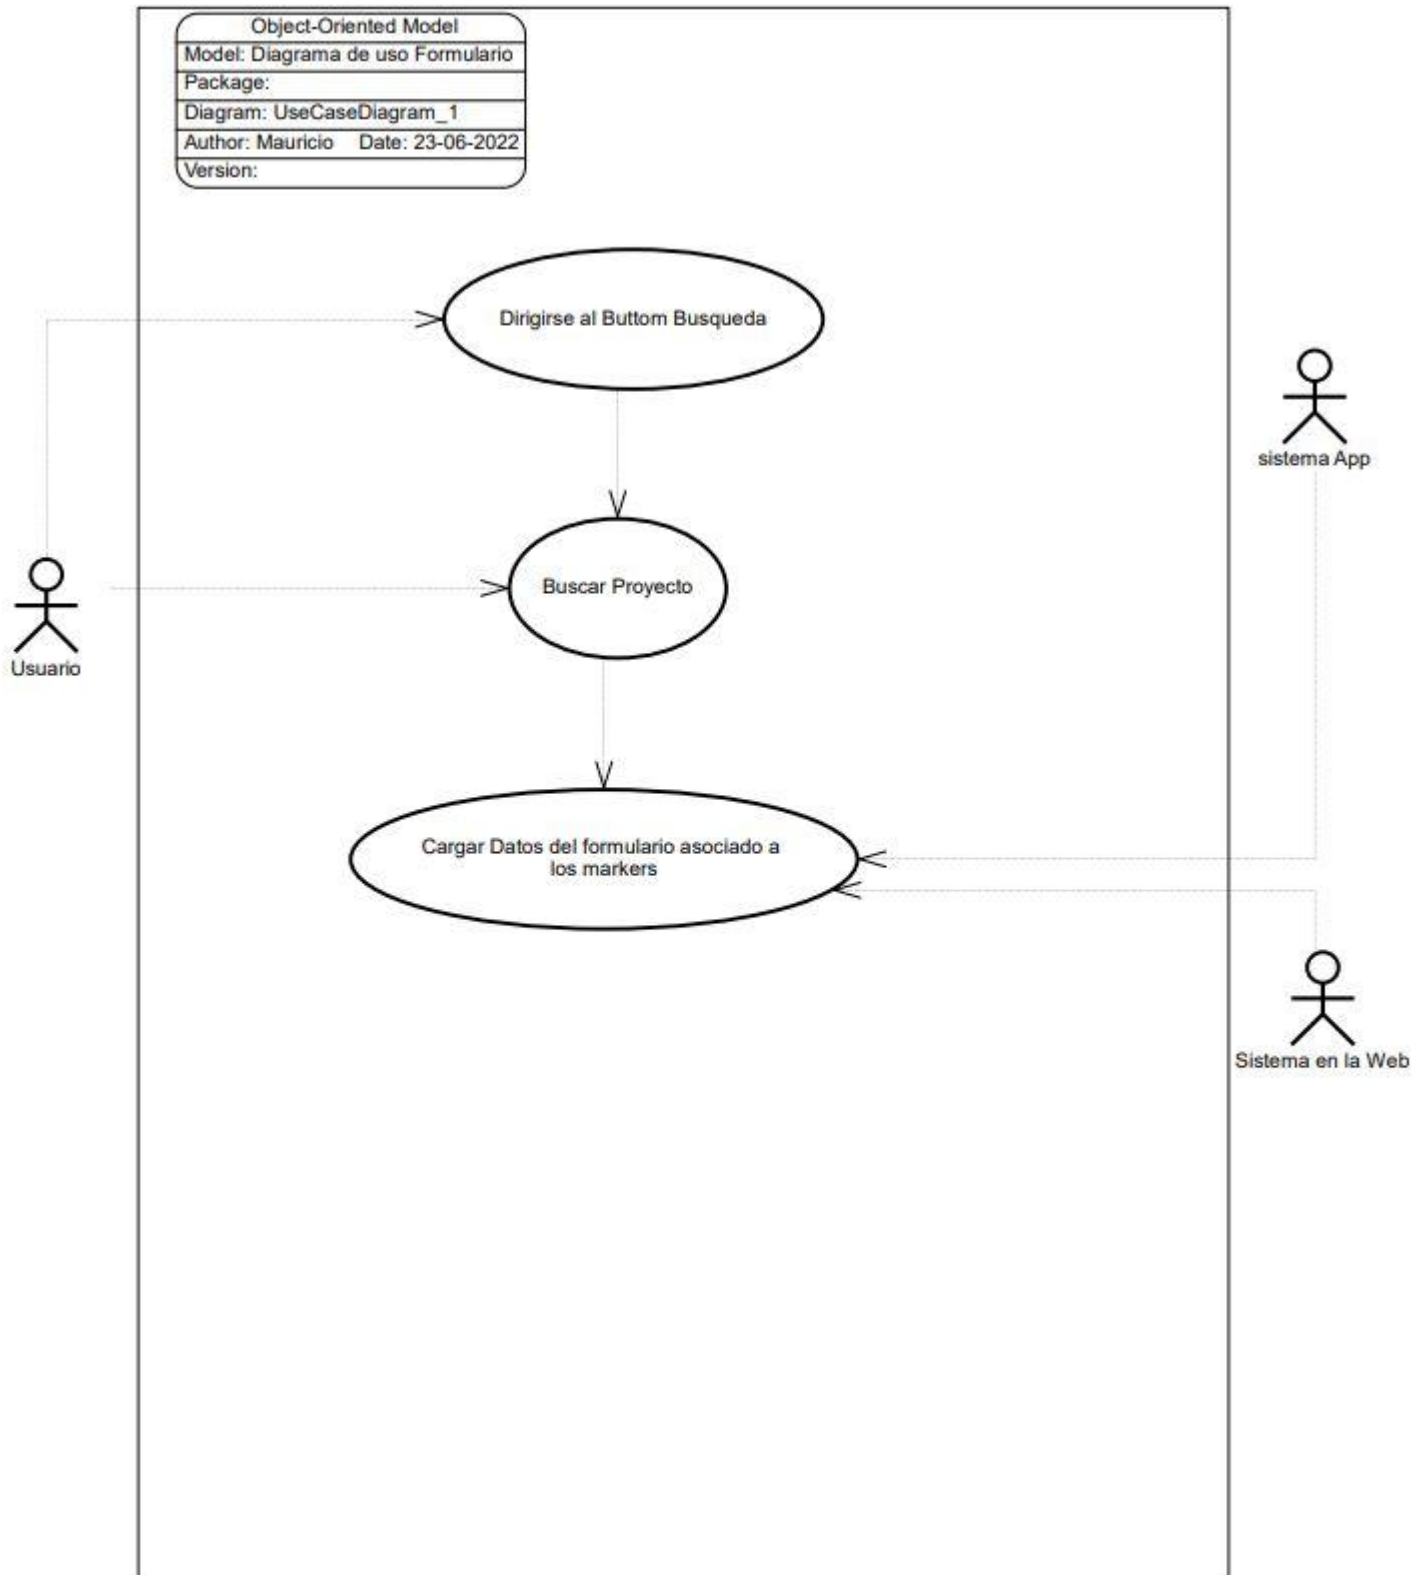 Object-Oriented Model
Model: Diagrama de uso Formulario
Package:
Diagram: UseCaseDiagram_1
Author: Mauricio Date: 23-06-2022
Version:
Dirigirse al Buttom Busqueda
sistema App
Buscar Proyecto
Usuario
Cargar Datos del formulario asociado a
los markers
Sistema en la Web